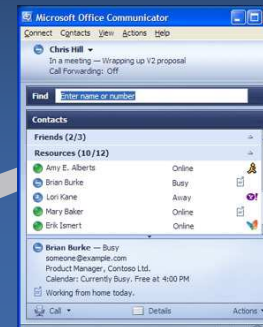 Microsoft Office Communicator
Connect Contacts View Actions Help
Chris Hill
In a meeting — Wrapping up V2 proposal
Call Forwarding: Off
Find Enter name or number
Contacts
Friends (2/3)
Resources (10/12)
Amy E. Alberts Online
Brian Burke Busy
Lori Kane Away
Mary Baker Online
Erik Ismert Online
Brian Burke — Busy
someone@example.com
Product Manager, Contoso Ltd.
Calendar: Currently Busy. Free at 4:00 PM
Working from home today.
Call Details Actions